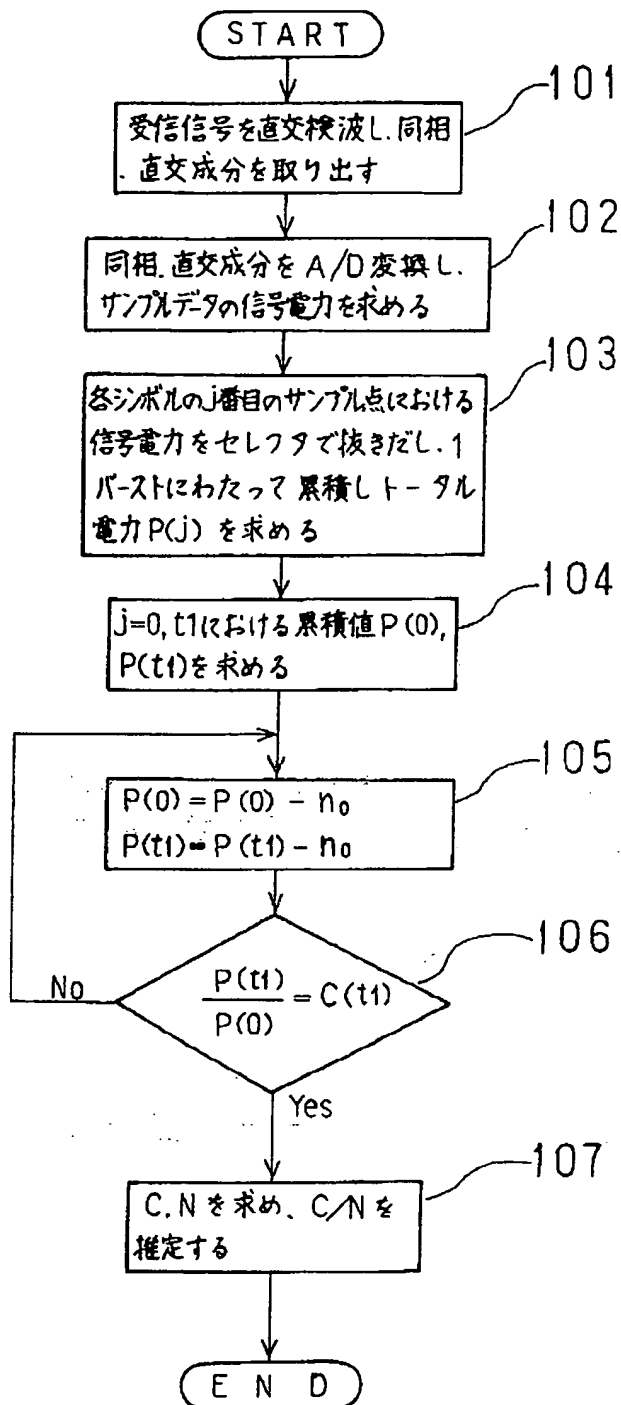 START
101
受信信号を直交検波し、同相
、直交成分を取り出す
102
同相、直交成分をA/D変換し、
サンプルデータの信号電力を求める
103
各シンボルのj番目のサンプル点における
信号電力をセレクタで抜きだし、1
バーストにわたって累積しトータル
電力P(j)を求める
104
j=0,t1における累積値P(0),
P(t1)を求める
105
P(0)=P(0)-n0
P(t1)=P(t1)-n0
106
P(t1)
P(0)
=C(t1)
No
Yes
107
C,Nを求め、C/Nを
推定する
END